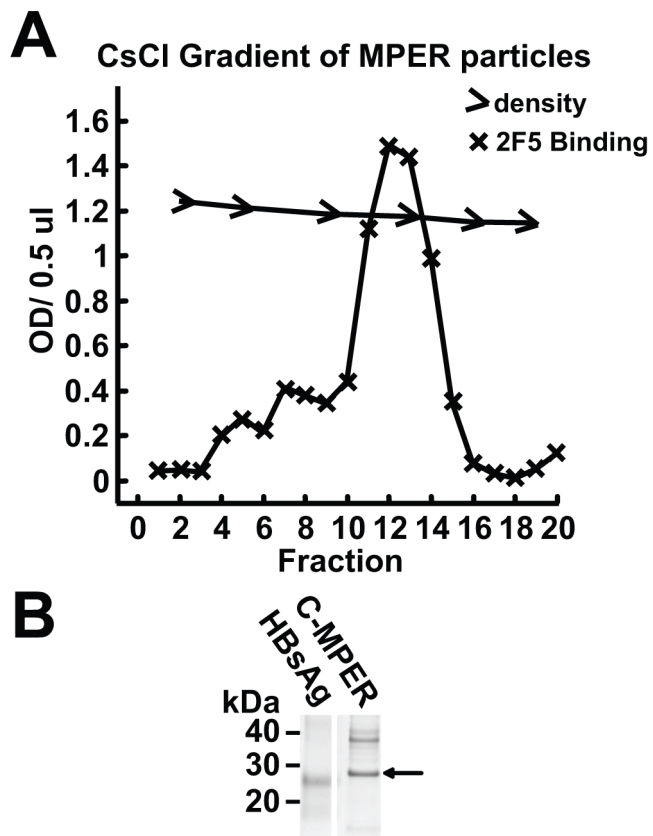 A
CsCl Gradient of MPER particles
density
2F5 Binding
OD/ 0.5 ul
1.6
1.4
1.2
1
0.8
0.6
0.4
0.2
0
0 2 4 6 8 10 12 14 16 18 20
Fraction
B
HBsAg
C-MPER
kDa
40
30
20